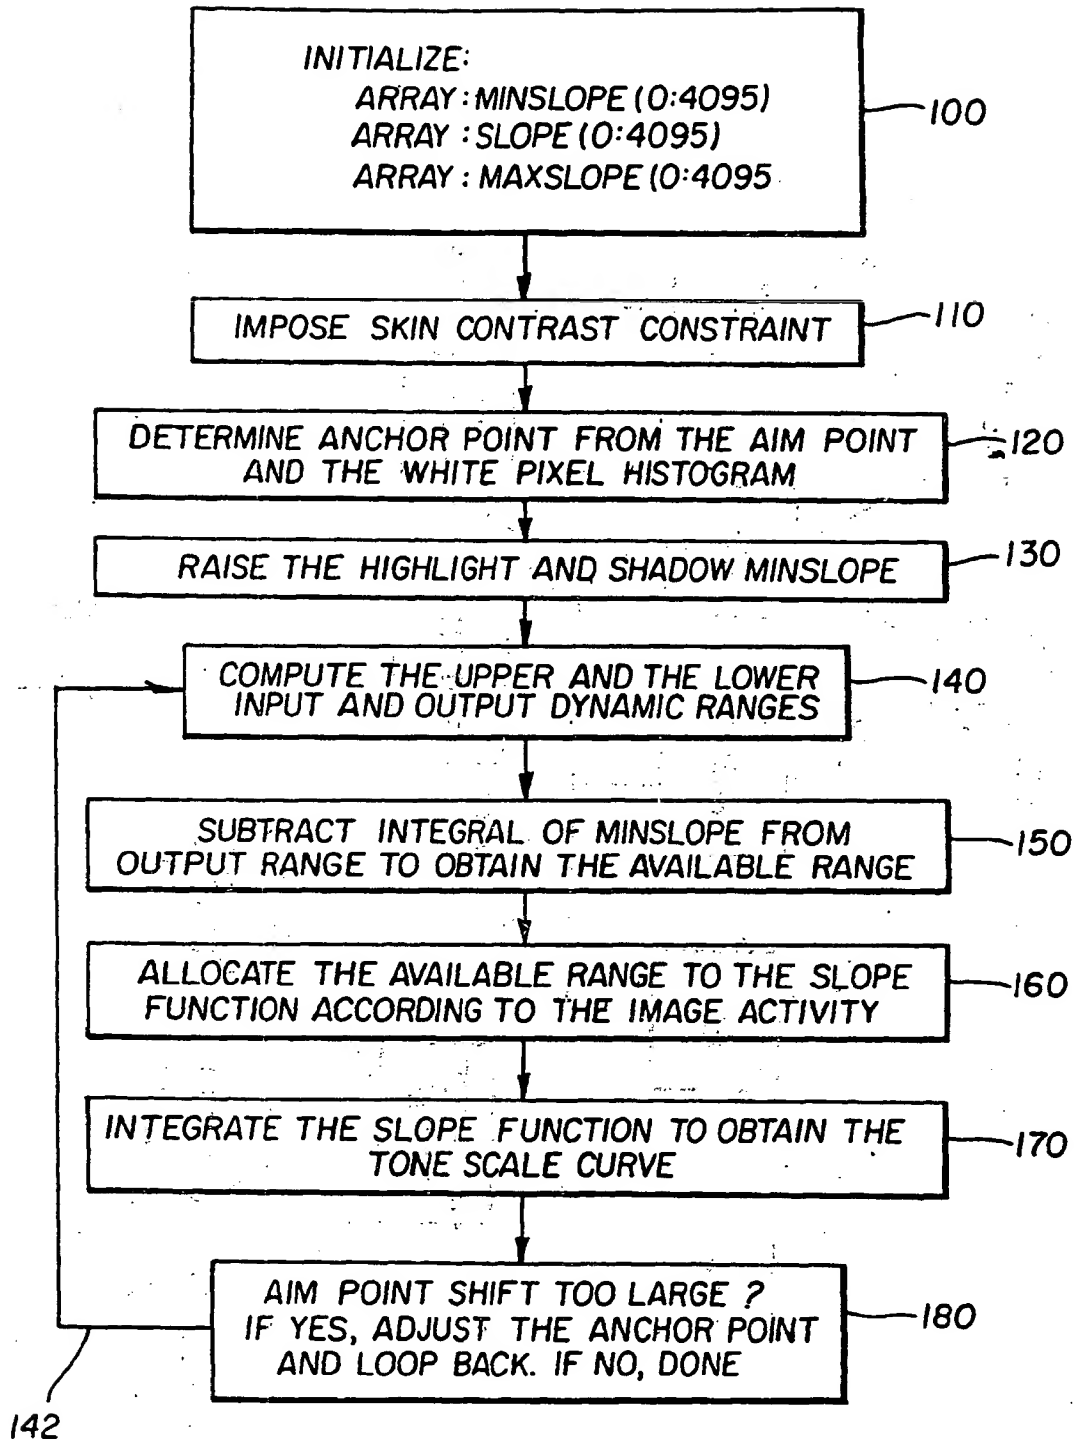 INITIALIZE:
ARRAY: MINSLOPE (0:4095)
ARRAY: SLOPE (0:4095)
ARRAY: MAXSLOPE (0:4095
100
IMPOSE SKIN CONTRAST CONSTRAINT
110
DETERMINE ANCHOR POINT FROM THE AIM POINT
AND THE WHITE PIXEL HISTOGRAM
120
RAISE THE HIGHLIGHT AND SHADOW MINSLOPE
130
COMPUTE THE UPPER AND THE LOWER
INPUT AND OUTPUT DYNAMIC RANGES
140
SUBTRACT INTEGRAL OF MINSLOPE FROM
OUTPUT RANGE TO OBTAIN THE AVAILABLE RANGE
150
ALLOCATE THE AVAILABLE RANGE TO THE SLOPE
FUNCTION ACCORDING TO THE IMAGE ACTIVITY
160
INTEGRATE THE SLOPE FUNCTION TO OBTAIN THE
TONE SCALE CURVE
170
AIM POINT SHIFT TOO LARGE ?
IF YES, ADJUST THE ANCHOR POINT
AND LOOP BACK. IF NO, DONE
180
142